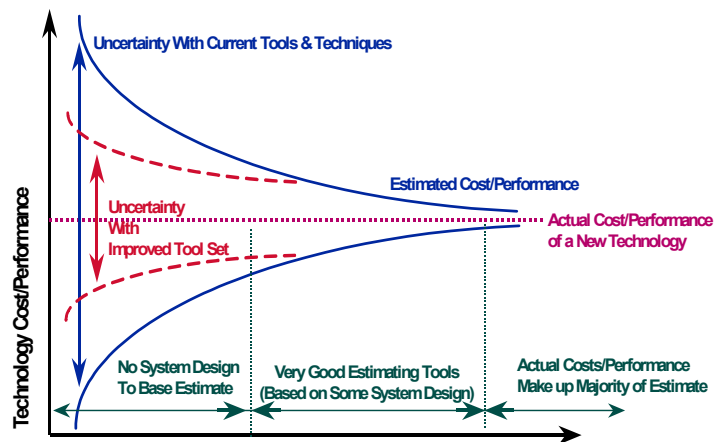 Uncertainty With Current Tools & Techniques
Estimated Cost/Performance
Uncertainty
With
Improved Tool Set
Actual Cost/Performance
of a New Technology
Technology Cost/Performance
No System Design
To Base Estimate
Very Good Estimating Tools
(Based on Some System Design)
Actual Costs/Performance
Make up Majority of Estimate